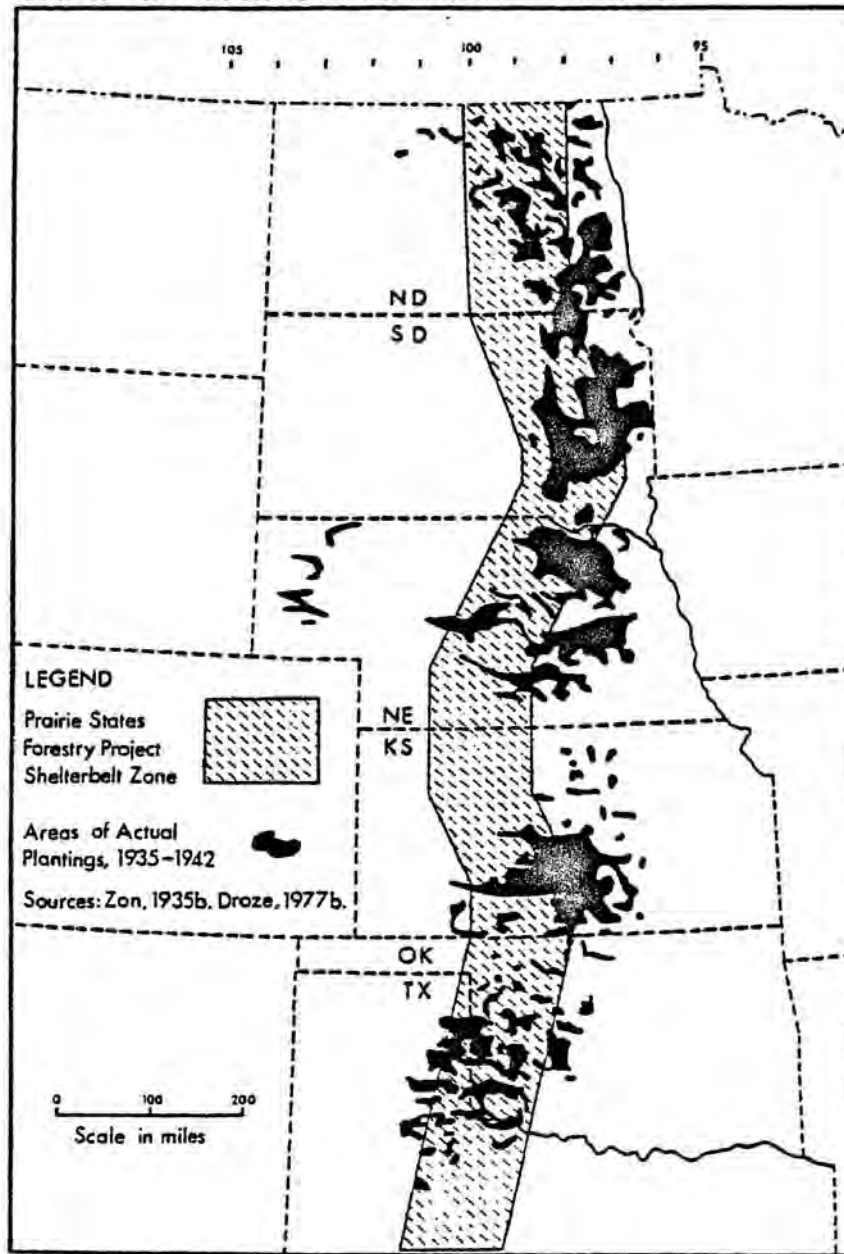 105 100 95
ND
SD
LEGEND
Prairie States
Forestry Project
Shelterbelt Zone
NE
KS
Areas of Actual
Plantings, 1935-1942
Sources: Zon, 1935b. Droze, 1977b.
OK
TX
0 100 200
Scale in miles